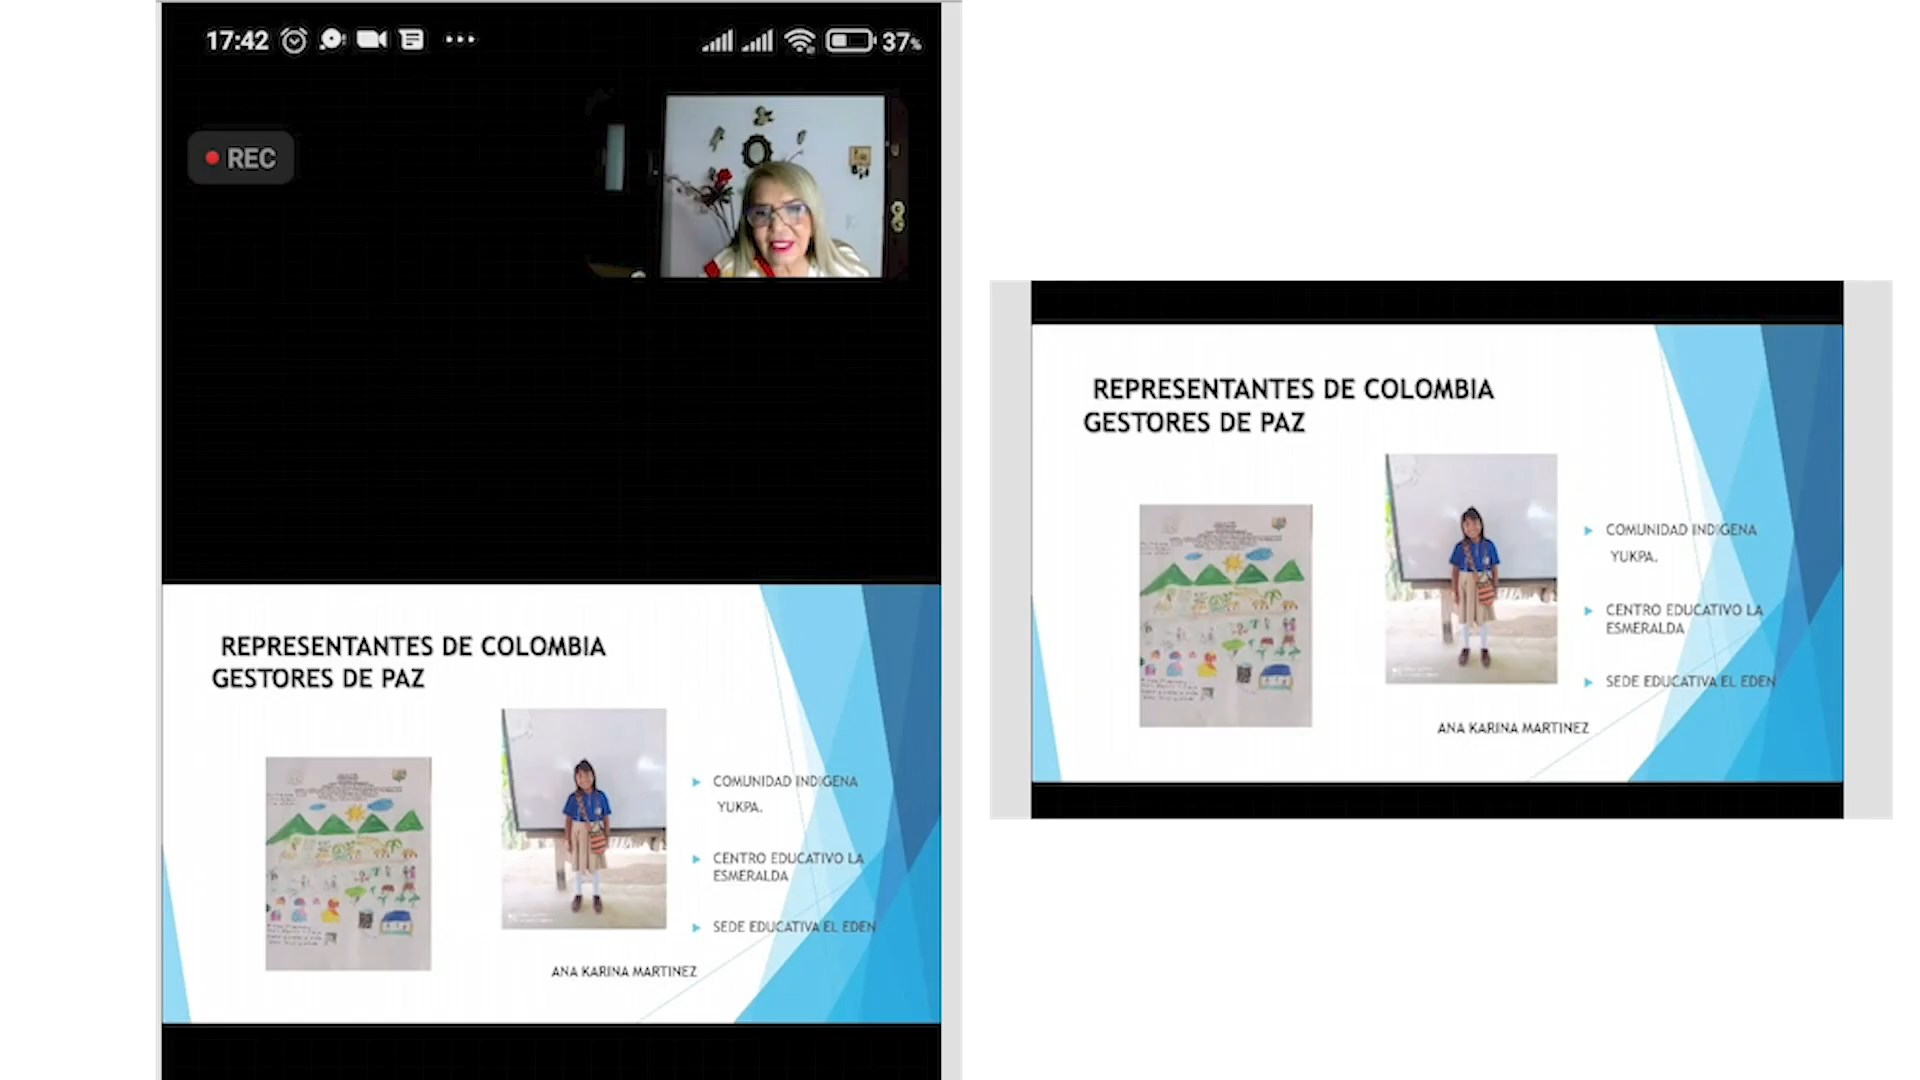 17:42
37%
REC
REPRESENTANTES DE COLOMBIA
GESTORES DE PAZ
COMUNIDAD INDIGENA
YUKPA.
CENTRO EDUCATIVO LA
ESMERALDA
SEDE EDUCATIVA EL EDEN
ANA KARINA MARTINEZ
REPRESENTANTES DE COLOMBIA
GESTORES DE PAZ
COMUNIDAD INDIGENA
YUKPA.
CENTRO EDUCATIVO LA
ESMERALDA
SEDE EDUCATIVA EL EDEN
ANA KARINA MARTINEZ